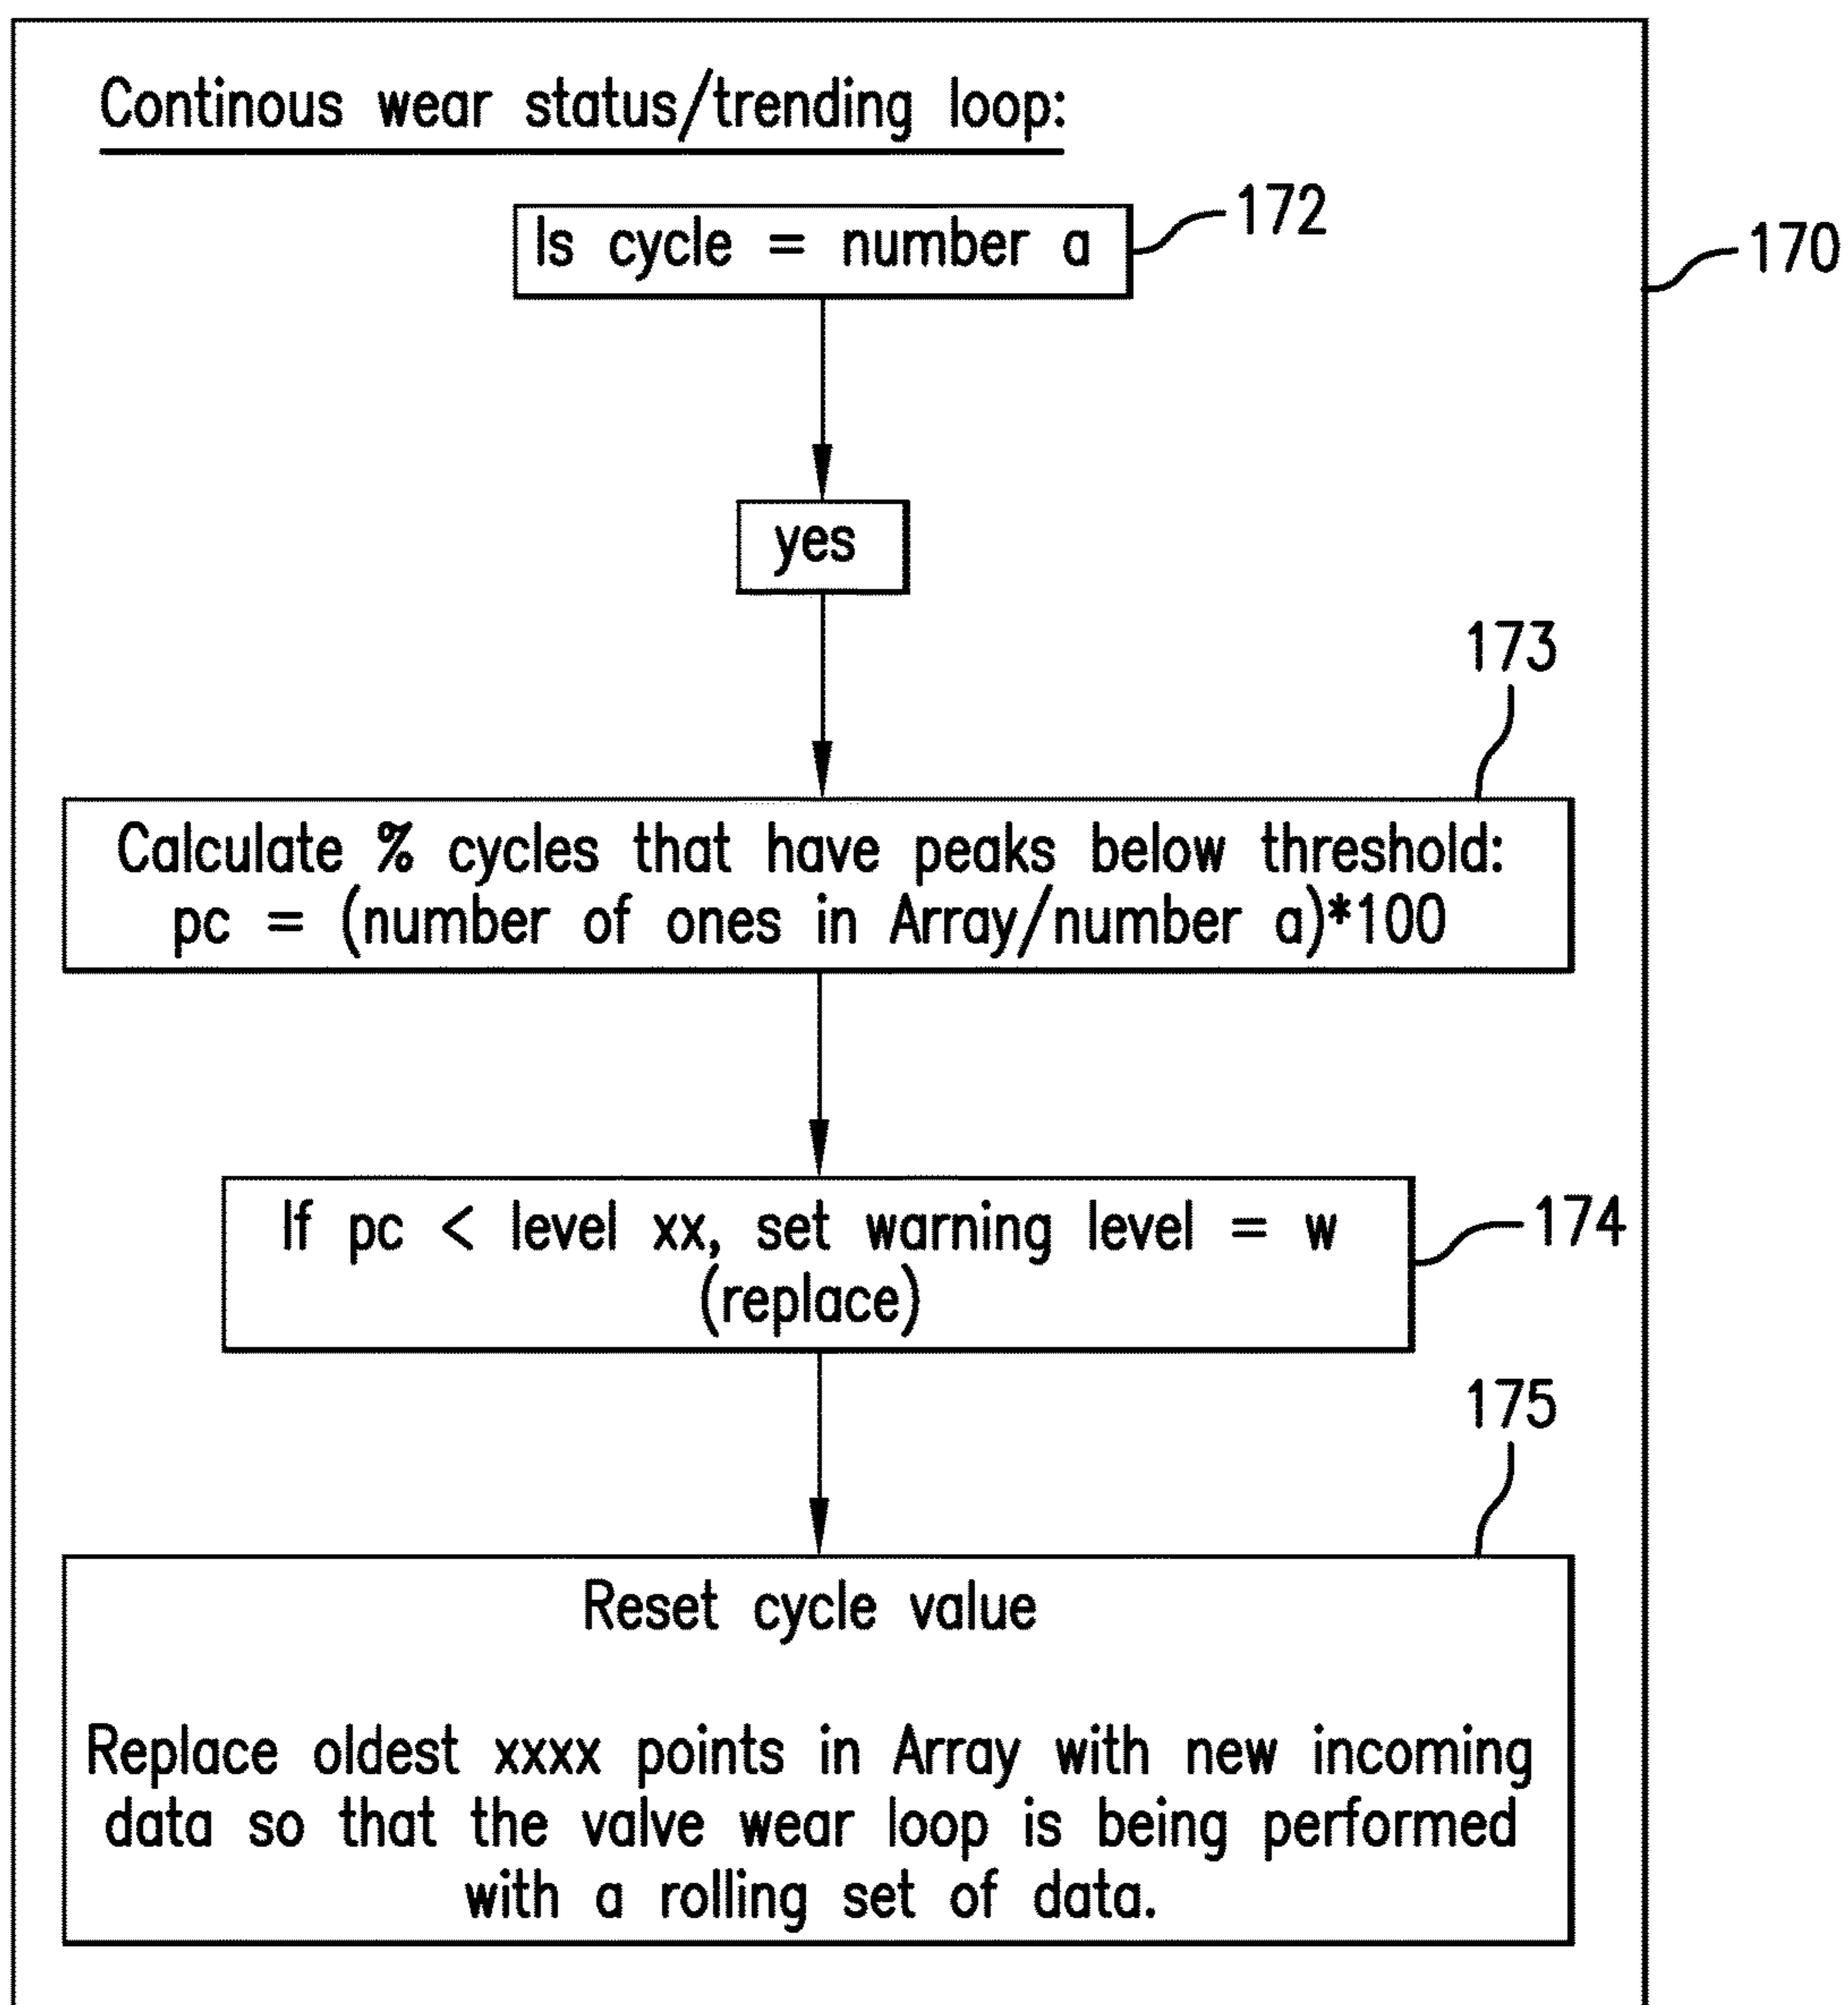 Continous wear status/trending loop:
Is cycle = number a
172
170
yes
173
Calculate % cycles that have peaks below threshold:
pc = (number of ones in Array/number a)*100
If pc < level xx, set warning level = w
(replace)
174
175
Reset cycle value
Replace oldest xxxx points in Array with new incoming
data so that the valve wear loop is being performed
with a rolling set of data.